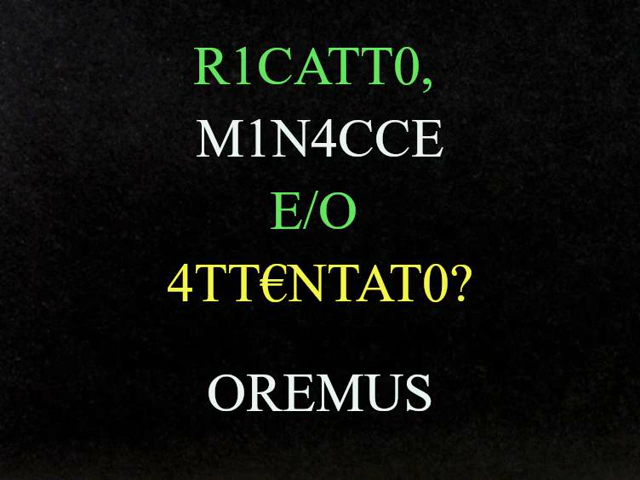 R1CATT0,
M1N4CCE
E/O
4TT€NTAT0?
OREMUS